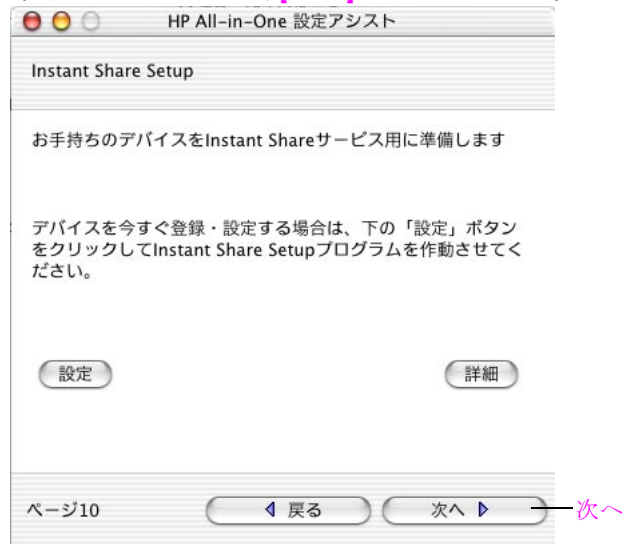 HP All-in-One 設定アシスト
Instant Share Setup
お手持ちのデバイスをInstant Shareサービス用に準備します
デバイスを今すぐ登録・設定する場合は、下の「設定」ボタン
をクリックしてInstant Share Setupプログラムを作動させてく
ださい。
設定
詳細
ページ10
戻る
次へ
次へ